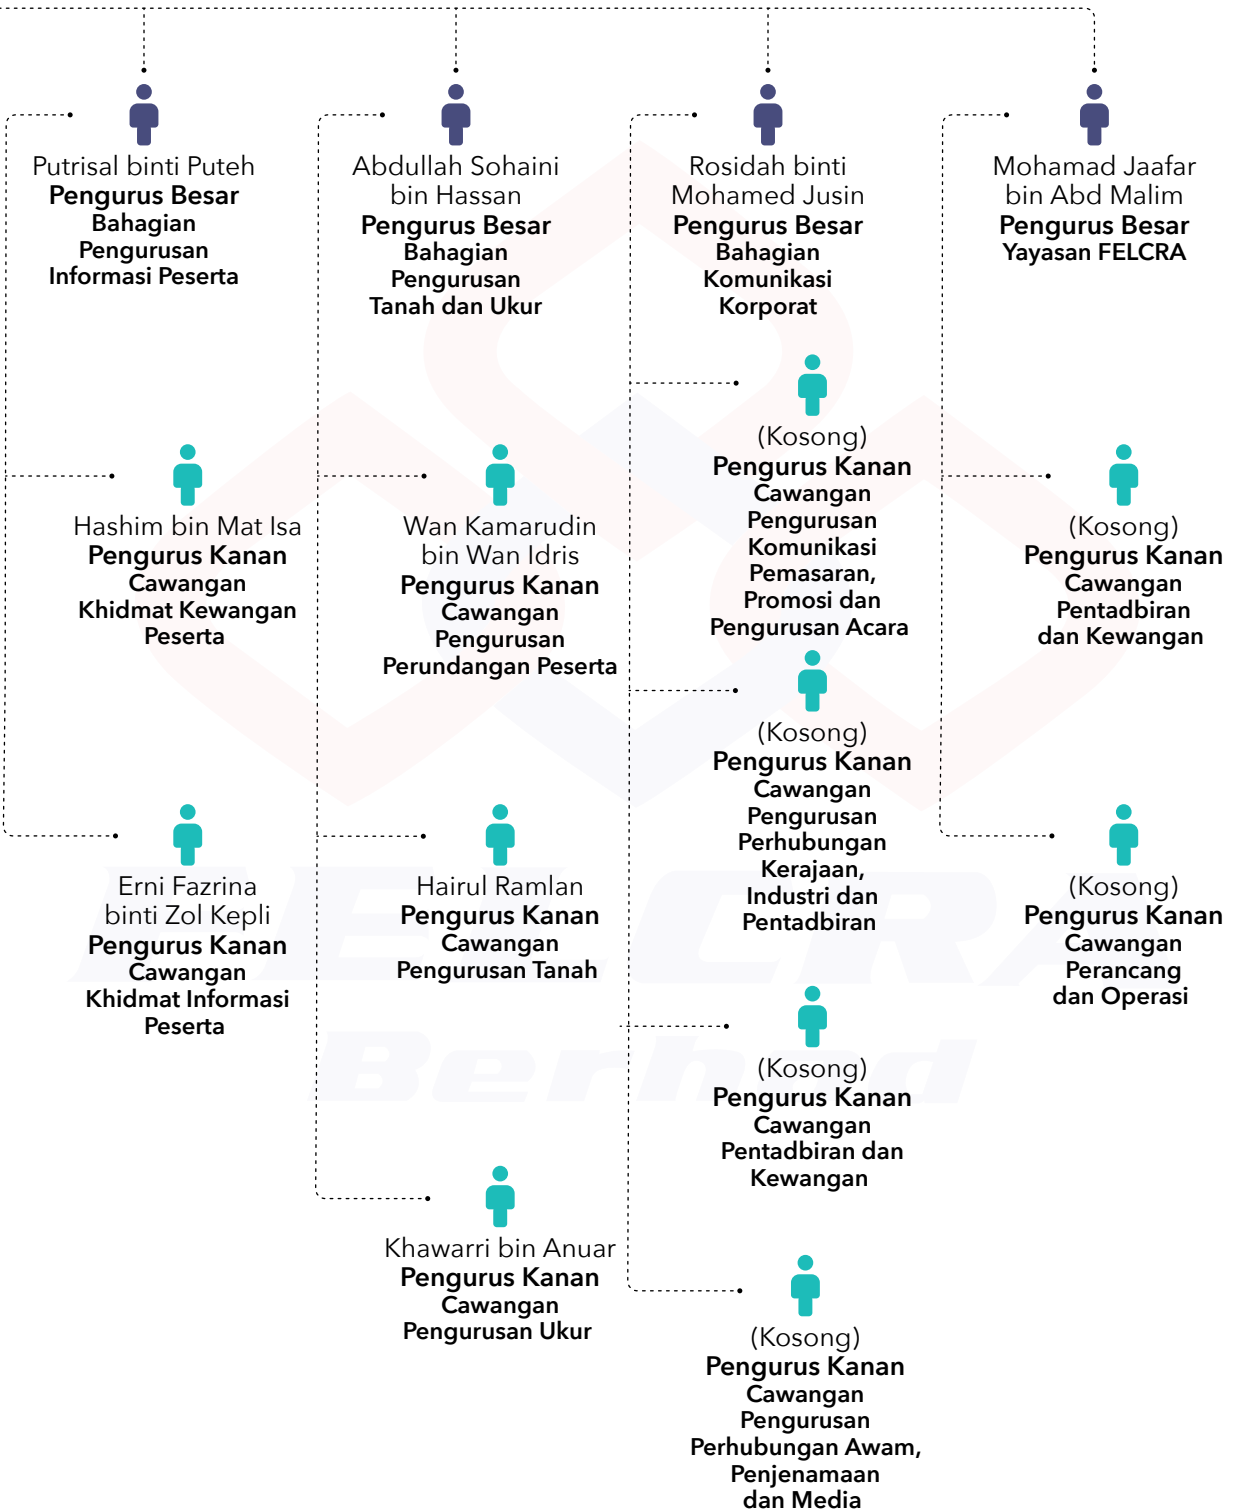 Putrisal binti Puteh
Pengurus Besar
Bahagian
Pengurusan
Informasi Peserta
Hashim bin Mat Isa
Pengurus Kanan
Cawangan
Khidmat Kewangan
Peserta
Erni Fazrina
binti Zol Kepli
Pengurus Kanan
Cawangan
Khidmat Informasi
Peserta
Abdullah Sohaini
bin Hassan
Pengurus Besar
Bahagian
Pengurusan
Tanah dan Ukur
Wan Kamarudin
bin Wan Idris
Pengurus Kanan
Cawangan
Pengurusan
Perundangan Peserta
Hairul Ramlan
Pengurus Kanan
Cawangan
Pengurusan Tanah
Khawarri bin Anuar
Pengurus Kanan
Cawangan
Pengurusan Ukur
Rosidah binti
Mohamed Jusin
Pengurus Besar
Bahagian
Komunikasi
Korporat
(Kosong)
Pengurus Kanan
Cawangan
Pengurusan
Komunikasi
Pemasaran,
Promosi dan
Pengurusan Acara
(Kosong)
Pengurus Kanan
Cawangan
Pengurusan
Perhubungan
Kerajaan,
Industri dan
Pentadbiran
(Kosong)
Pengurus Kanan
Cawangan
Pentadbiran dan
Kewangan
(Kosong)
Pengurus Kanan
Cawangan
Pengurusan
Perhubungan Awam,
Penjenamaan
dan Media
Mohamad Jaafar
bin Abd Malim
Pengurus Besar
Yayasan FELCRA
(Kosong)
Pengurus Kanan
Cawangan
Pentadbiran
dan Kewangan
(Kosong)
Pengurus Kanan
Cawangan
Perancang
dan Operasi
FELCRA
Berhad